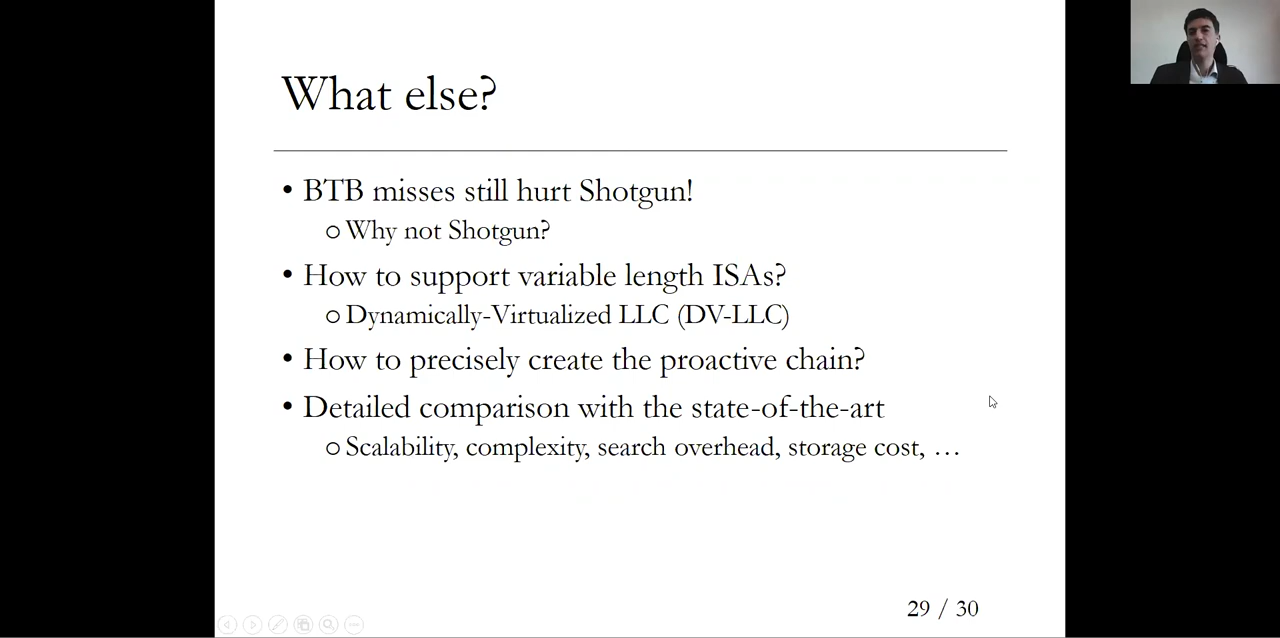 What else?
• BTB misses still hurt Shotgun!
o Why not Shotgun?
• How to support variable length ISAs?
o Dynamically-Virtualized LLC (DV-LLC)
• How to precisely create the proactive chain?
• Detailed comparison with the state-of-the-art
o Scalability, complexity, search overhead, storage cost, …
29 / 30